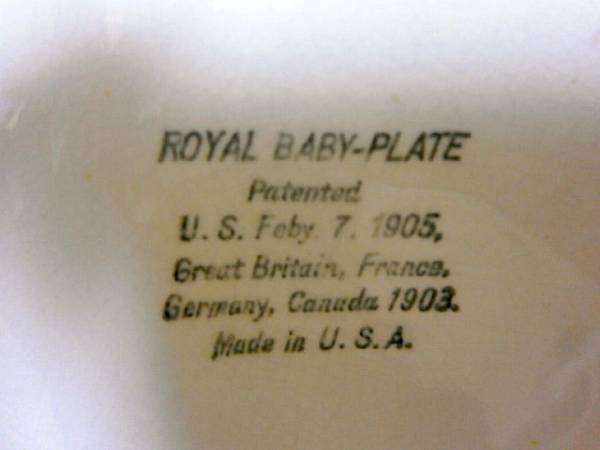 ROYAL BABY-PLATE
Patented
U. S. Feby. 7. 1905,
Great Britain, France,
Germany, Canada 1903.
Made in U. S. A.